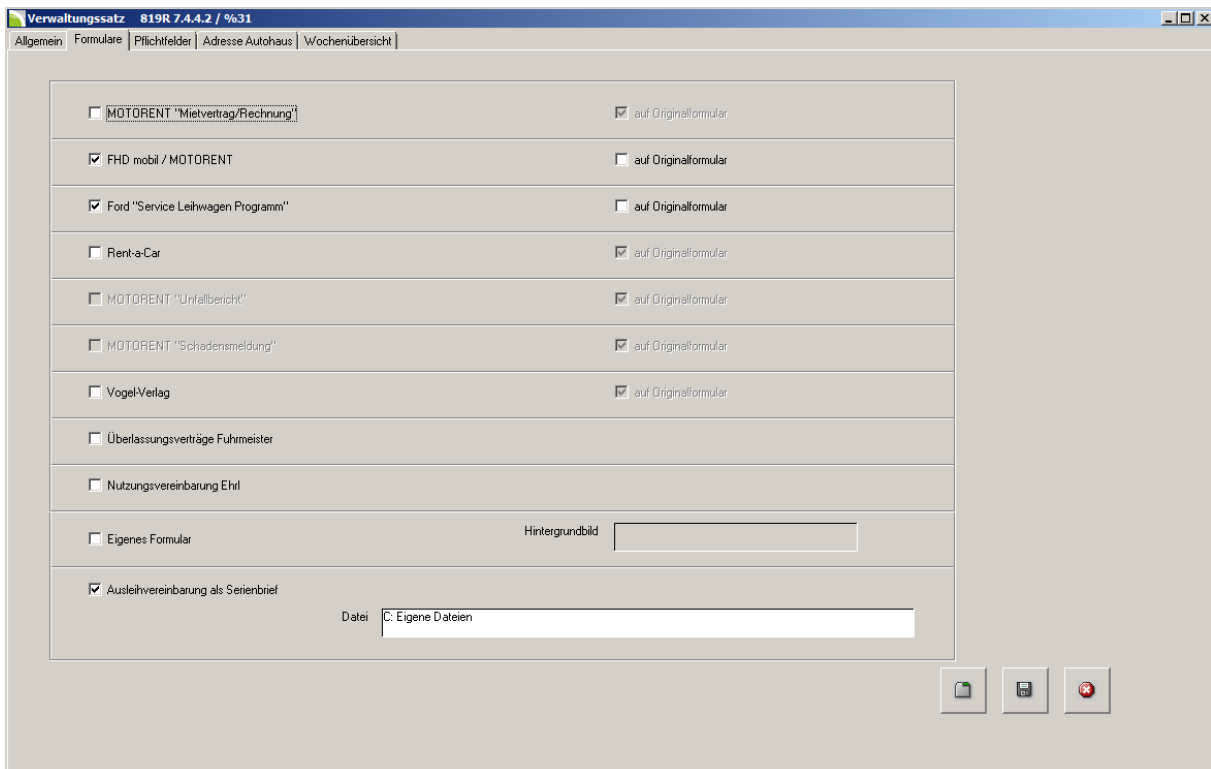 Verwaltungssatz 819R 7.4.4.2 / %31
Allgemein Formulare Pflichtfelder Adresse Autohaus Wochenübersicht
MOTORENT "Mietvertrag/Rechnung" auf Originalformular
FHD mobil / MOTORENT auf Originalformular
Ford "Service Leihwagen Programm" auf Originalformular
Rent-a-Car auf Originalformular
MOTORENT "Unfallbericht" auf Originalformular
MOTORENT "Schadensmeldung" auf Originalformular
Vogel-Verlag auf Originalformular
Überlassungsverträge Fuhrmeister
Nutzungsvereinbarung Ehrl
Eigenes Formular Hintergrundbild
Ausleihvereinbarung als Serienbrief
Datei C: Eigene Dateien